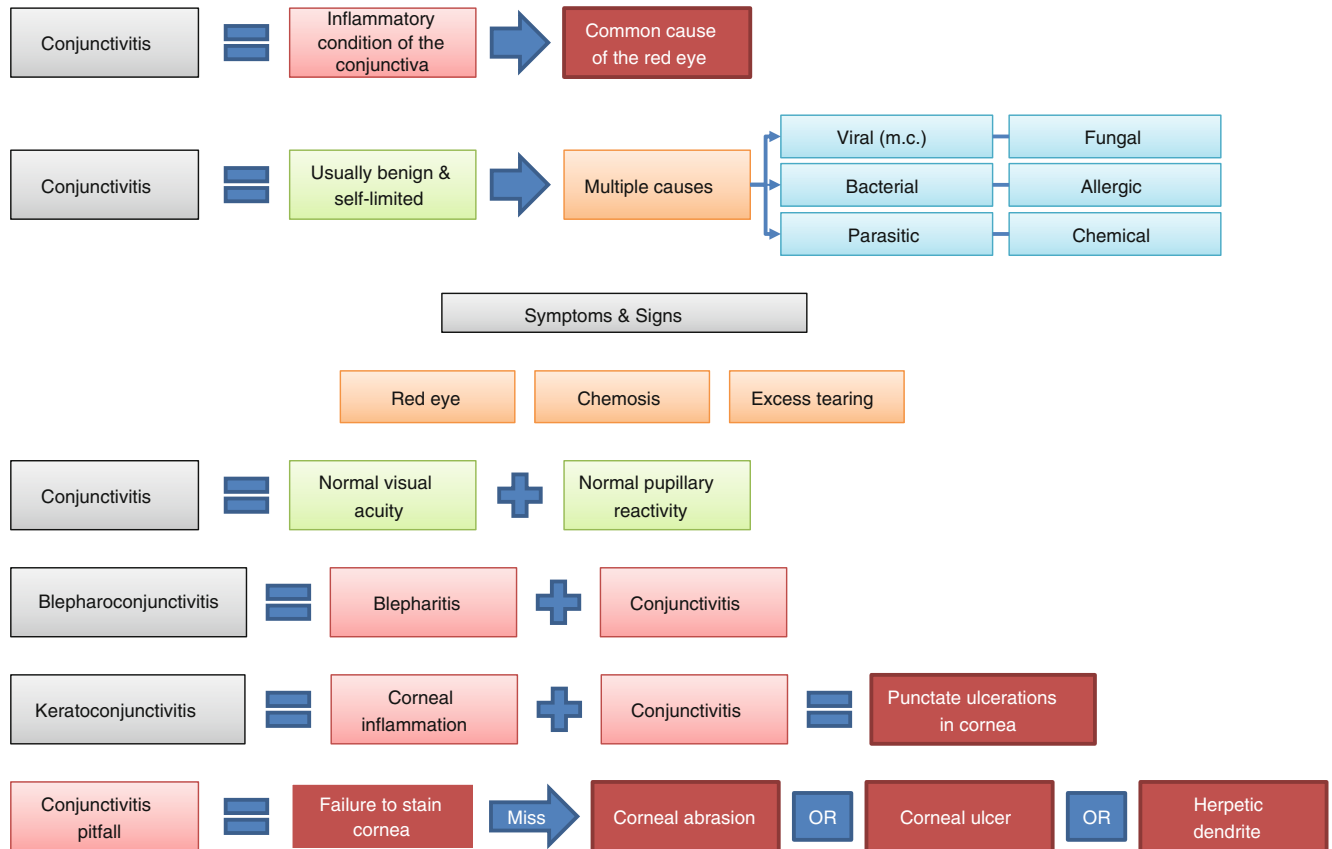 Conjunctivitis
Inflammatory
condition of the
conjunctiva
Common cause
of the red eye
Conjunctivitis
Usually benign &
self-limited
Multiple causes
Viral (m.c.)
Fungal
Bacterial
Allergic
Parasitic
Chemical
Symptoms & Signs
Red eye
Chemosis
Excess tearing
Conjunctivitis
Normal visual
acuity
Normal pupillary
reactivity
Blepharoconjunctivitis
Blepharitis
Conjunctivitis
Keratoconjunctivitis
Corneal
inflammation
Conjunctivitis
Punctate ulcerations
in cornea
Conjunctivitis
pitfall
Failure to stain
cornea
Miss
Corneal abrasion
OR
Corneal ulcer
OR
Herpetic
dendrite